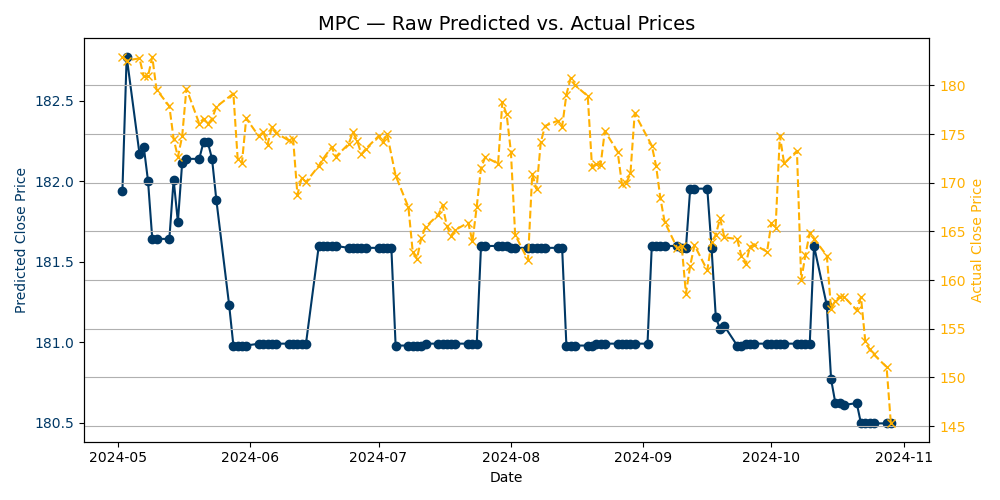 MPC — Raw Predicted vs. Actual Prices
Predicted Close Price
182.5
182.0
181.5
181.0
180.5
180
175
170
165
160
155
150
145
Actual Close Price
2024-05 2024-06 2024-07 2024-08 2024-09 2024-10 2024-11
Date